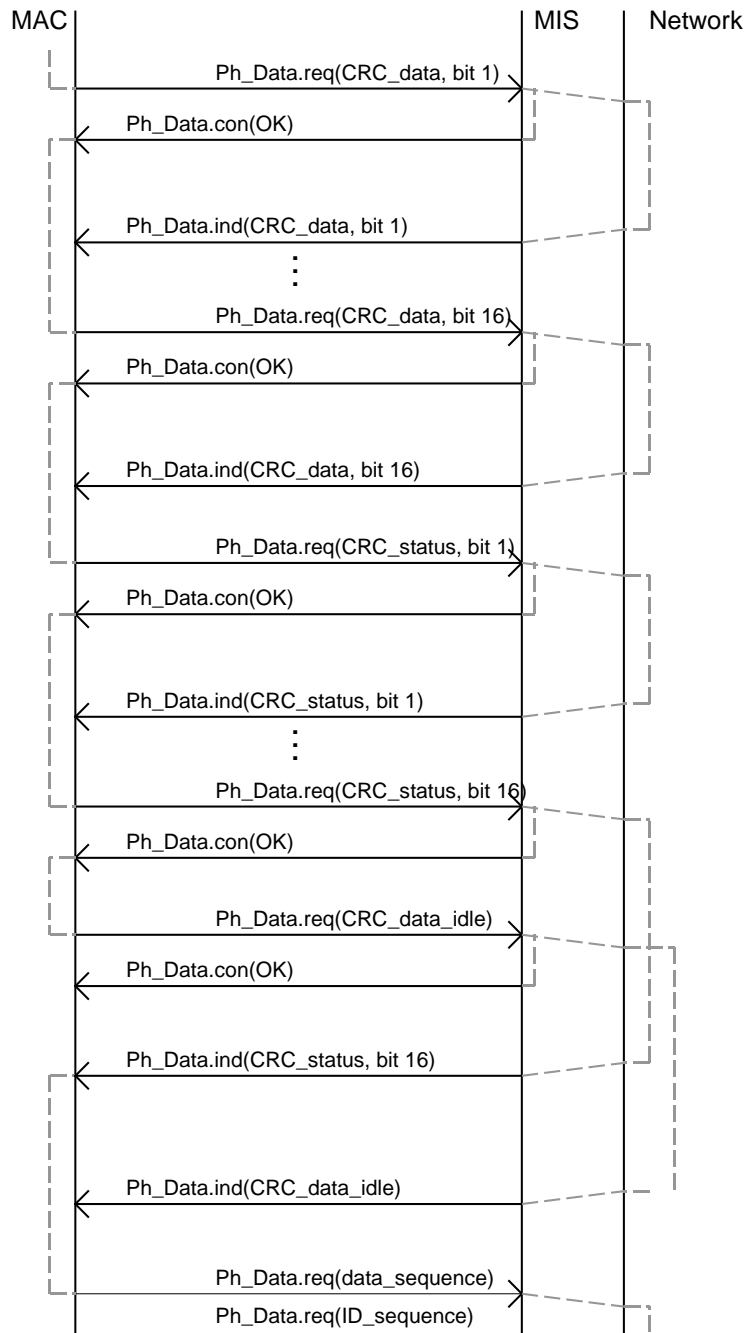 MAC MIS Network
Ph_Data.req(CRC_data, bit 1)
Ph_Data.con(OK)
Ph_Data.ind(CRC_data, bit 1)
Ph_Data.req(CRC_data, bit 16)
Ph_Data.con(OK)
Ph_Data.ind(CRC_data, bit 16)
Ph_Data.req(CRC_status, bit 1)
Ph_Data.con(OK)
Ph_Data.ind(CRC_status, bit 1)
Ph_Data.req(CRC_status, bit 16)
Ph_Data.con(OK)
Ph_Data.req(CRC_data_idle)
Ph_Data.con(OK)
Ph_Data.ind(CRC_status, bit 16)
Ph_Data.ind(CRC_data_idle)
Ph_Data.req(data_sequence)
Ph_Data.req(ID_sequence)